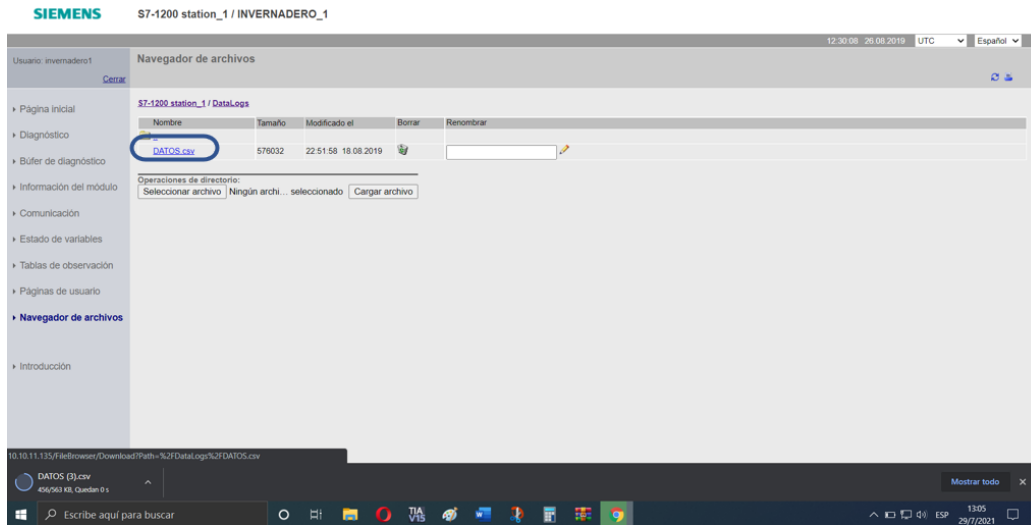 SIEMENS S7-1200 station_1 / INVERNADERO_1
12:30:08 26.08.2019 UTC Español
Usuario: invernadero1
Cerrar
Navegador de archivos
Página inicial
Diagnóstico
Búfer de diagnóstico
Información del módulo
Comunicación
Estado de variables
Tablas de observación
Páginas de usuario
Navegador de archivos
Introducción
S7-1200 station_1 / DataLogs
Nombre Tamaño Modificado el Borrar Renombrar
..
DATOS.csv 576032 22:51:58 18.08.2019
Operaciones de directorio:
Seleccionar archivo Ningún archi... seleccionado Cargar archivo
10.10.11.135/FileBrowser/Download?Path=%2FDataLogs%2FDATOS.csv
DATOS (3).csv
456/563 KB, Quedan 0 s
Mostrar todo
Escribe aquí para buscar
TIA
V15
ESP
13:05
29/7/2021